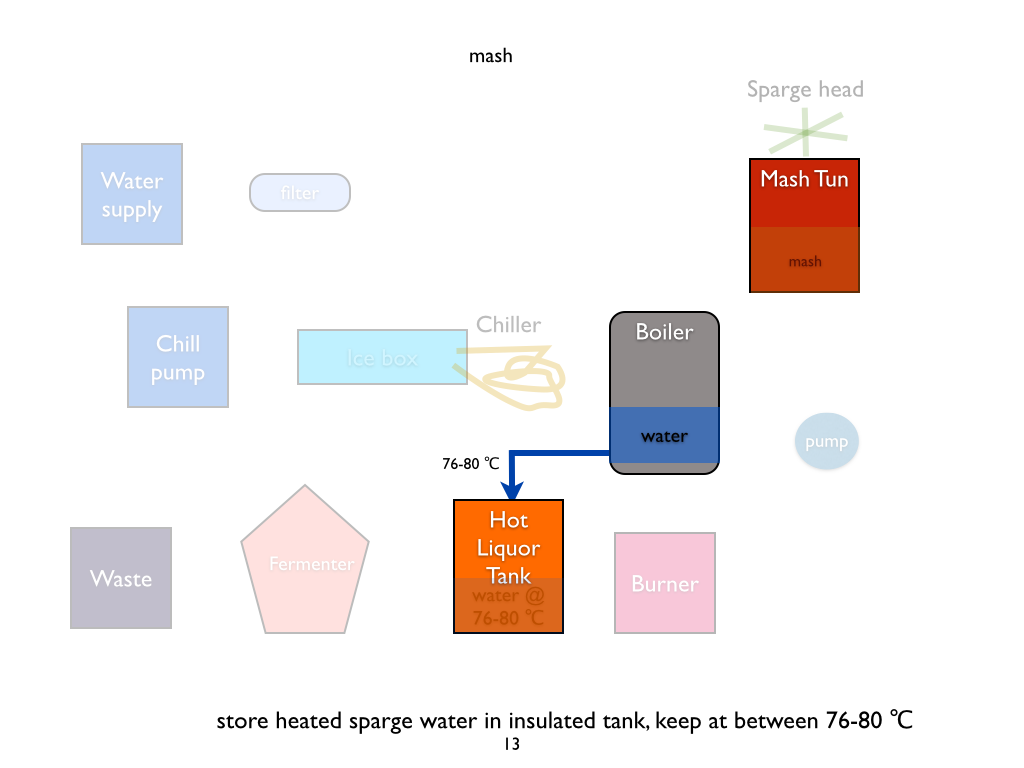 mash
Sparge head
Water
supply
filter
Mash Tun
mash
Chill
pump
Ice box
Chiller
Boiler
water
pump
76-80 ℃
Waste
Fermenter
Hot
Liquor
Tank
water @
76-80 ℃
Burner
store heated sparge water in insulated tank, keep at between 76-80 ℃
13